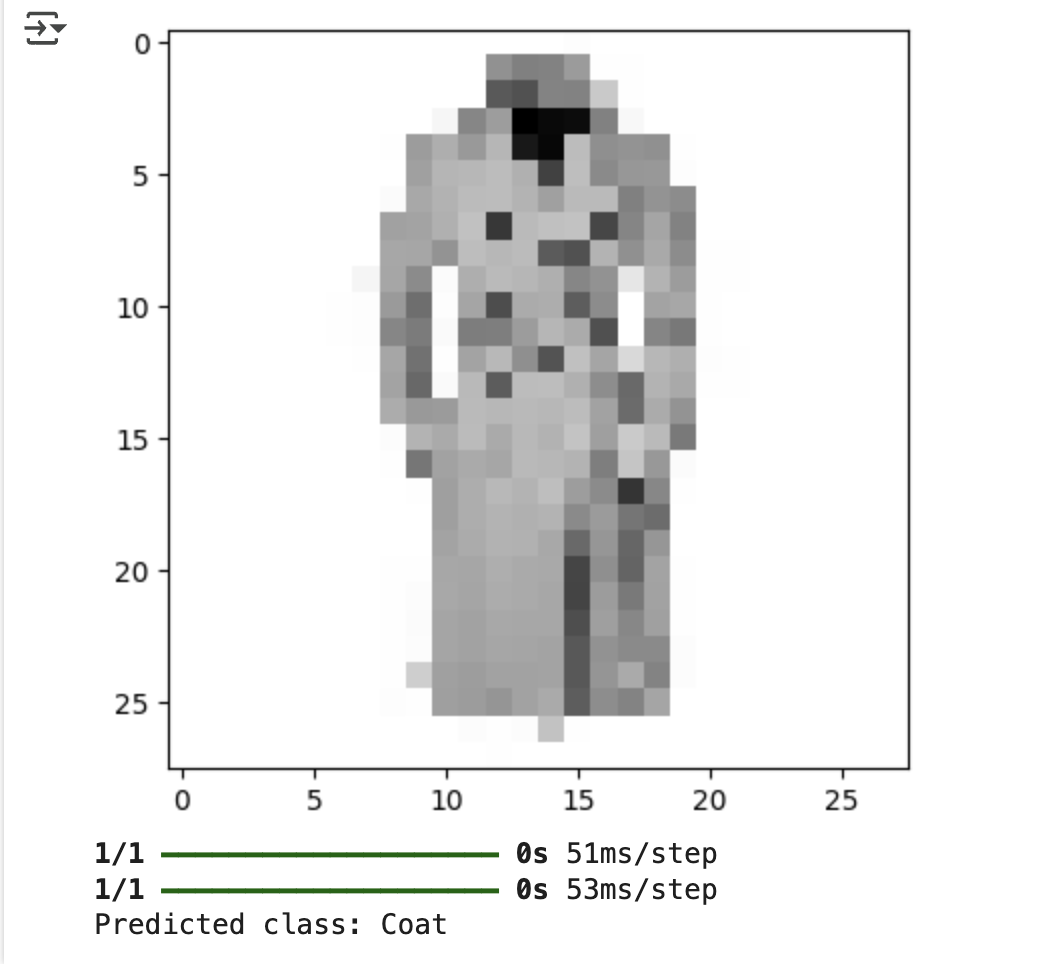 0
5
10
15
20
25
0 5 10 15 20 25
1/1 ━━━━━━━━━━━━━━━━━━━━ 0s 51ms/step
1/1 ━━━━━━━━━━━━━━━━━━━━ 0s 53ms/step
Predicted class: Coat